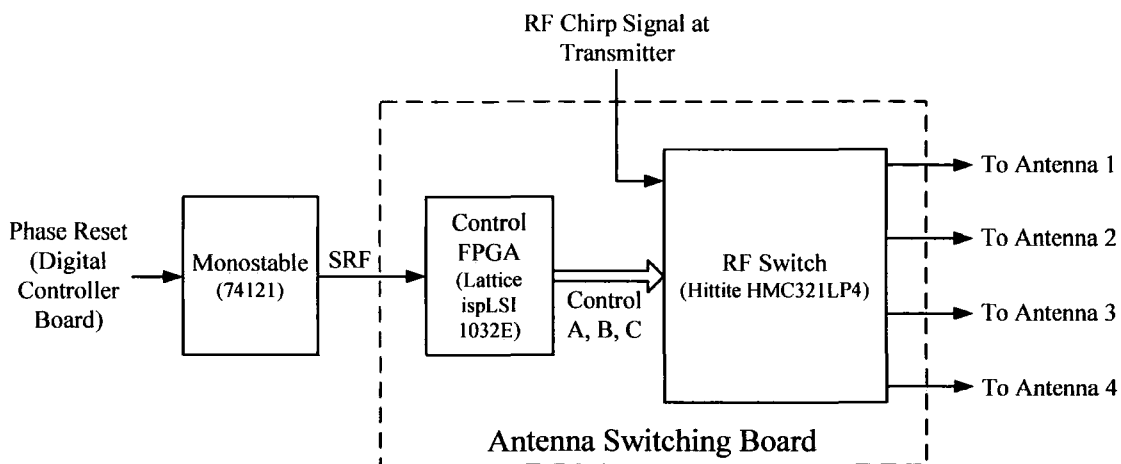 RF Chirp Signal at
Transmitter
Phase Reset
(Digital
Controller
Board)
Monostable
(74121)
SRF
Control
FPGA
(Lattice
ispLSI
1032E)
Control
A, B, C
RF Switch
(Hittite HMC321LP4)
To Antenna 1
To Antenna 2
To Antenna 3
To Antenna 4
Antenna Switching Board